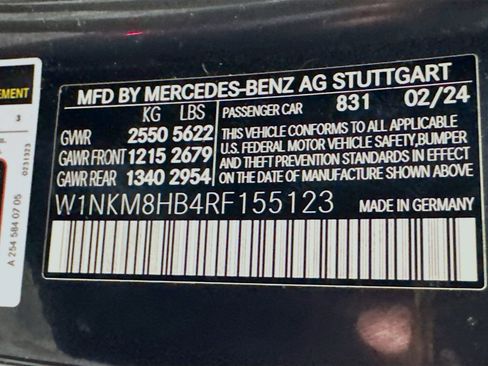 MFD BY MERCEDES-BENZ AG STUTTGART
KG LBS
GVWR 2550 5622
GAWR FRONT 1215 2679
GAWR REAR 1340 2954
PASSENGER CAR 831 02/24
THIS VEHICLE CONFORMS TO ALL APPLICABLE
U.S. FEDERAL MOTOR VEHICLE SAFETY,BUMPER
AND THEFT PREVENTION STANDARDS IN EFFECT
ON THE DATE OF MANUFACTURE SHOWN ABOVE
W1NKM8HB4RF155123 MADE IN GERMANY
EMENT
3
0231323
A 254 584 07 05